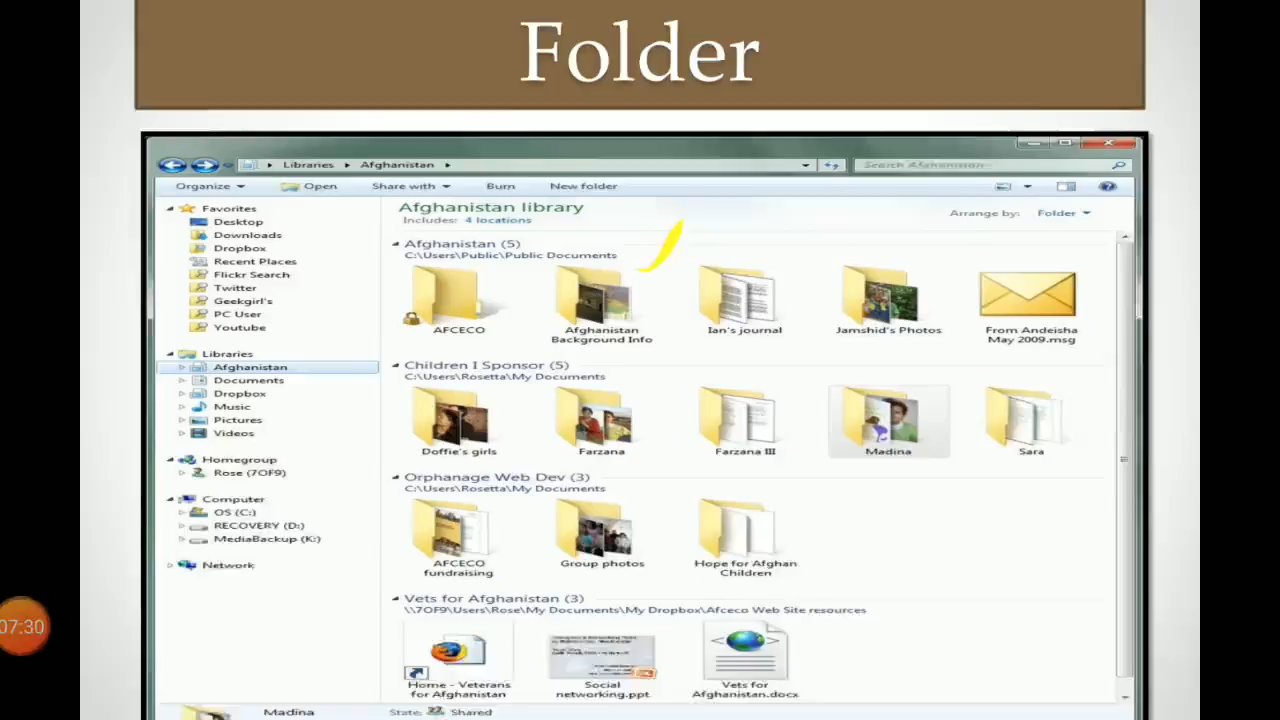 Folder
Libraries Afghanistan
Search Afghanistan
Organize Open Share with Burn New folder
Favorites
Desktop
Downloads
Dropbox
Recent Places
Flickr Search
Twitter
Geekgirl's
PC User
Youtube
Libraries
Afghanistan
Documents
Dropbox
Music
Pictures
Videos
Homegroup
Rose (7OF9)
Computer
OS (C:)
RECOVERY (D:)
MediaBackup (K:)
Network
Afghanistan library
Includes: 4 locations
Arrange by: Folder
Afghanistan (5)
C:\Users\Public\Public Documents
AFCECO
Afghanistan
Background Info
Ian's journal
Jamshid's Photos
From Andeisha
May 2009.msg
Children I Sponsor (5)
C:\Users\Rosetta\My Documents
Doffie's girls
Farzana
Farzana III
Madina
Sara
Orphanage Web Dev (3)
C:\Users\Rosetta\My Documents
AFCECO
fundraising
Group photos
Hope for Afghan
Children
Vets for Afghanistan (3)
\\7OF9\Users\Rose\My Documents\My Dropbox\Afceco Web Site resources
Home - Veterans
for Afghanistan
Social
networking.ppt
Vets for
Afghanistan.docx
Madina State: Shared
07:30